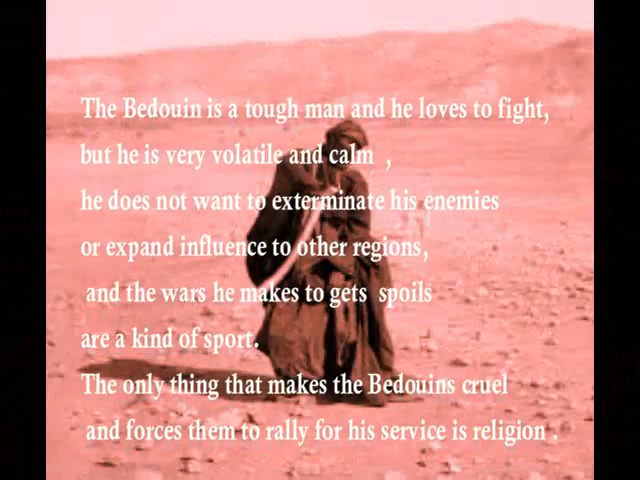 The Bedouin is a tough man and he loves to fight,
but he is very volatile and calm ,
he does not want to exterminate his enemies
or expand influence to other regions,
and the wars he makes to gets spoils
are a kind of sport.
The only thing that makes the Bedouins cruel
and forces them to rally for his service is religion .